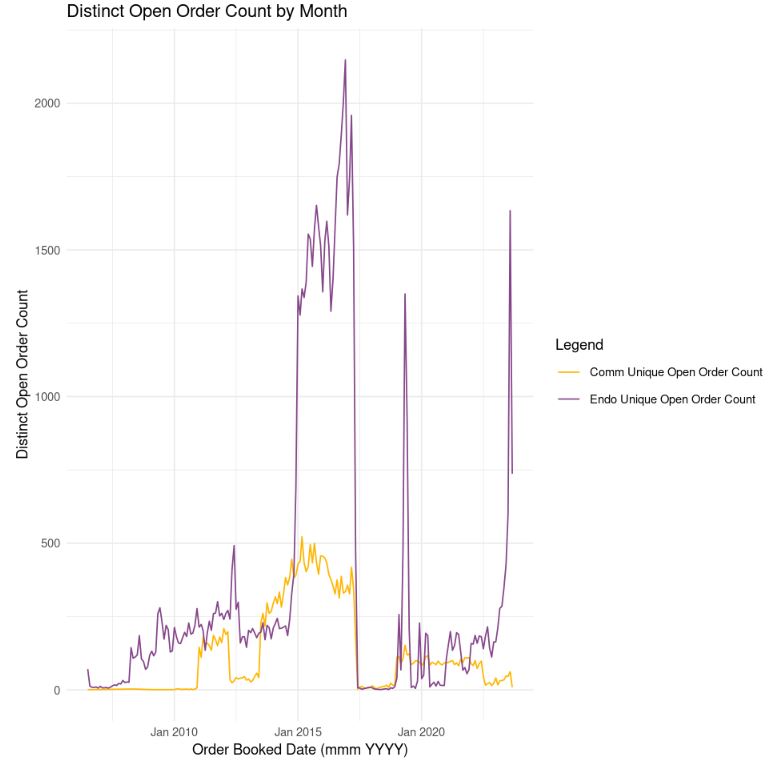 Distinct Open Order Count by Month
Distinct Open Order Count
2000
1500
1000
500
0
Jan 2010
Jan 2015
Jan 2020
Order Booked Date (mmm YYYY)
Legend
Comm Unique Open Order Count
Endo Unique Open Order Count